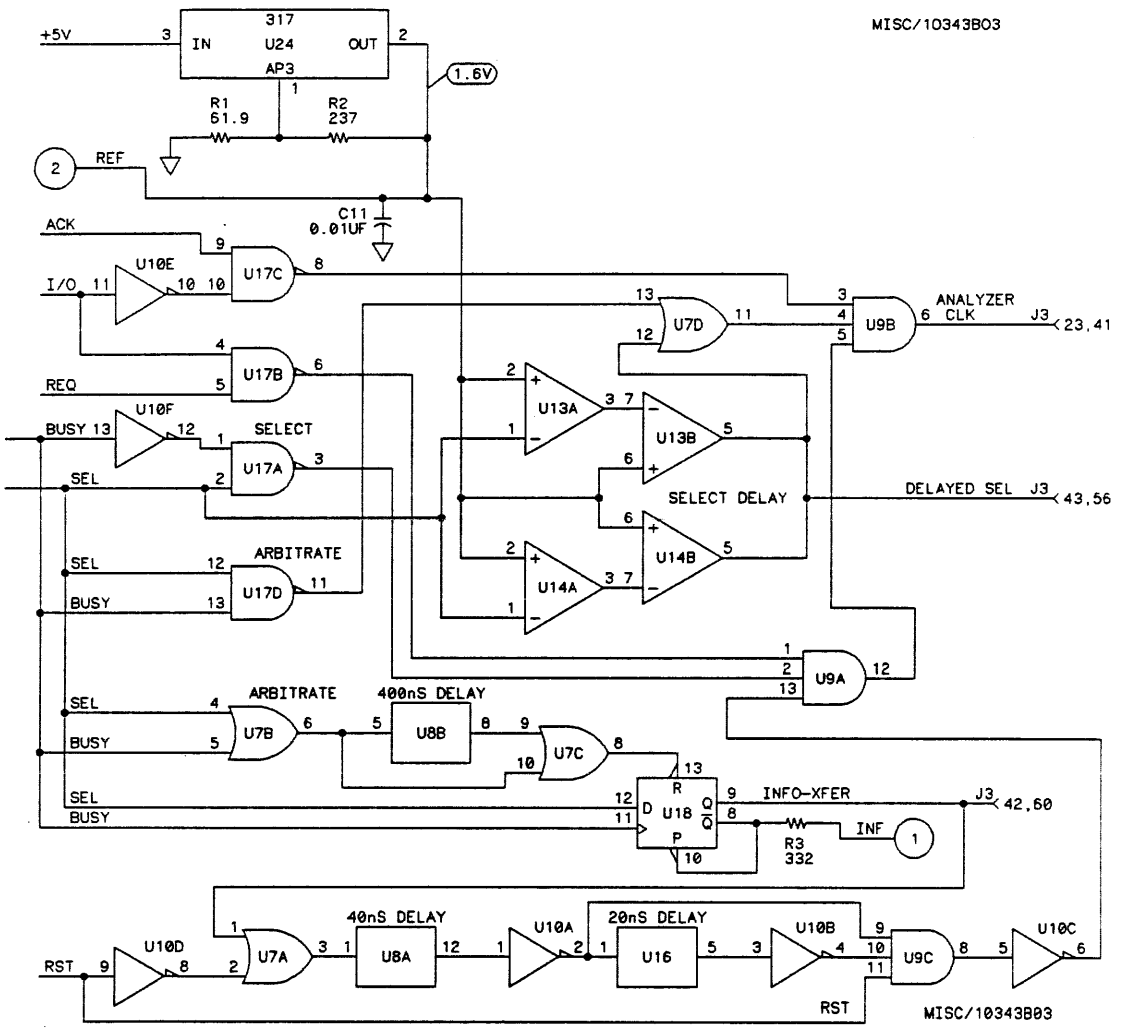 MISC/10343B03
317
+5V 3 IN U24 OUT 2
AP3
1
1.6V
R1
61.9
R2
237
2 REF
C11
0.01UF
ACK
9 U17C 8
I/O 11 U10E 10 10
3
4 U9B 6
5
ANALYZER
CLK
J3
23,41
13
12 U7D 11
4
5 U17B 6
REQ
BUSY 13 U10F 12
SELECT
1
2 U17A 3
SEL
2 + U13A 3
1 -
7 - U13B 5
6 +
SELECT DELAY
DELAYED SEL J3
43,56
6 + U14B 5
7 -
2 + U14A 3
1 -
ARBITRATE
SEL 12
BUSY 13 U17D 11
1
2 U9A 12
13
ARBITRATE
SEL 4
BUSY 5 U7B 6
400nS DELAY
5 U8B 8
9
10 U7C 8
13
R
SEL 12 D Q 9 INFO-XFER
J3
42,60
BUSY 11 U18 Q 8
P
10
R3
332
INF 1
40nS DELAY
20nS DELAY
1
2 U7A 3
1 U8A 12
1 U10A 2
1 U16 5
3 U10B 4
9
10
11 U9C 8
5 U10C 6
RST 9 U10D 8
RST
MISC/10343B03